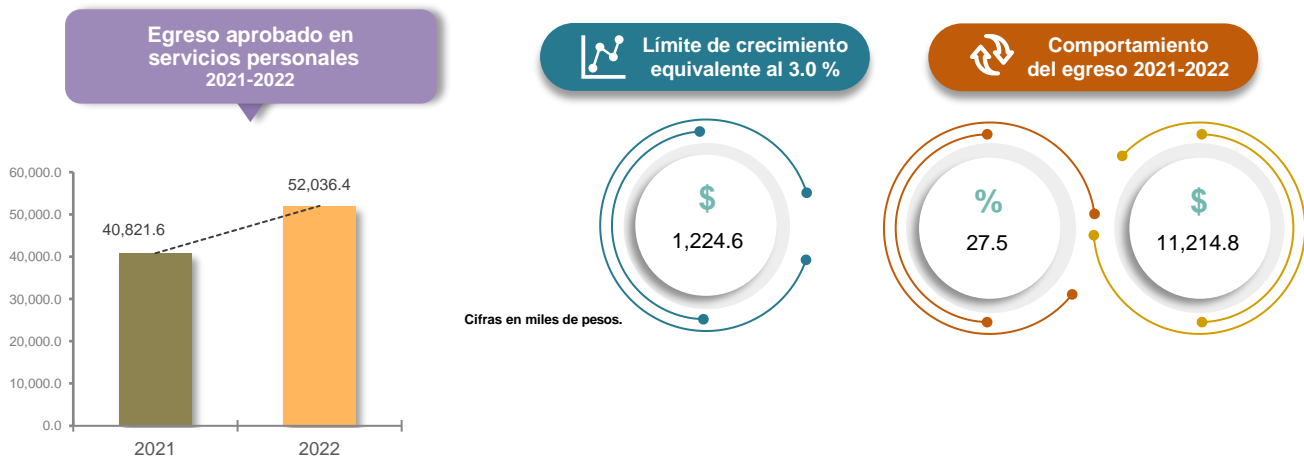 Egreso aprobado en
servicios personales
2021-2022
60,000.0
50,000.0
40,000.0
30,000.0
20,000.0
10,000.0
0.0
40,821.6
52,036.4
2021
2022
Límite de crecimiento
equivalente al 3.0 %
$
1,224.6
Cifras en miles de pesos.
Comportamiento
del egreso 2021-2022
%
27.5
$
11,214.8